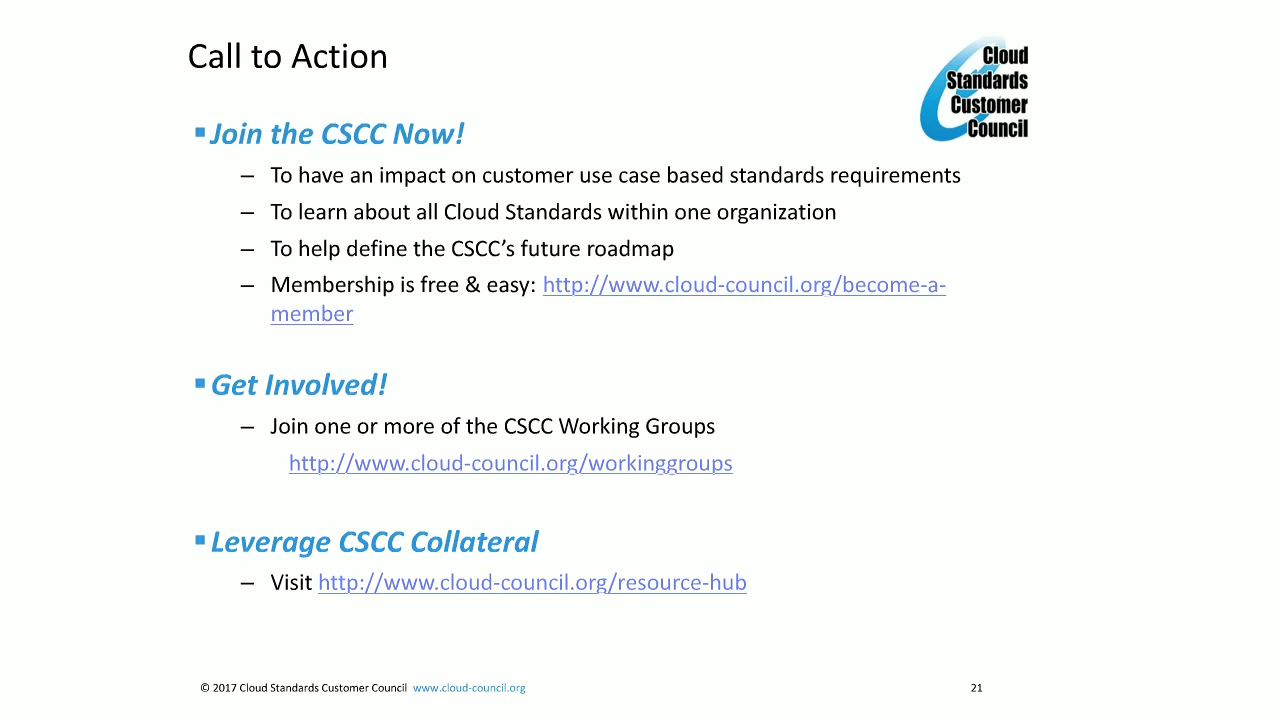 Call to Action
Cloud
Standards
Customer
Council
▪Join the CSCC Now!
– To have an impact on customer use case based standards requirements
– To learn about all Cloud Standards within one organization
– To help define the CSCC’s future roadmap
– Membership is free & easy: http://www.cloud-council.org/become-a-
member
▪Get Involved!
– Join one or more of the CSCC Working Groups
http://www.cloud-council.org/workinggroups
▪Leverage CSCC Collateral
– Visit http://www.cloud-council.org/resource-hub
© 2017 Cloud Standards Customer Council www.cloud-council.org 21